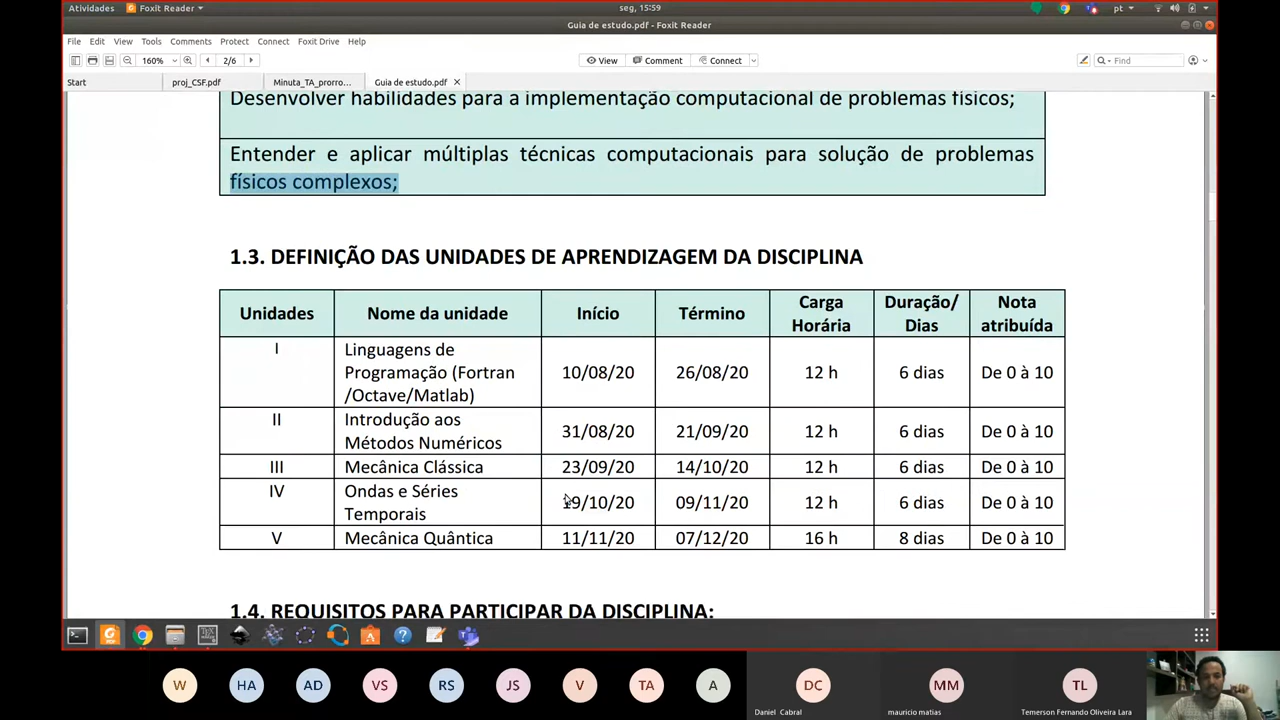 Atividades Foxit Reader seg, 15:59 pt
Guia de estudo.pdf - Foxit Reader
File Edit View Tools Comments Protect Connect Foxit Drive Help
160% 2/6 View Comment Connect Find
Start proj_CSF.pdf Minuta_TA_prorro... Guia de estudo.pdf
Desenvolver habilidades para a implementação computacional de problemas físicos;
Entender e aplicar múltiplas técnicas computacionais para solução de problemas
físicos complexos;
1.3. DEFINIÇÃO DAS UNIDADES DE APRENDIZAGEM DA DISCIPLINA
Unidades Nome da unidade Início Término Carga Horária Duração/ Dias Nota atribuída
I Linguagens de Programação (Fortran /Octave/Matlab) 10/08/20 26/08/20 12 h 6 dias De 0 à 10
II Introdução aos Métodos Numéricos 31/08/20 21/09/20 12 h 6 dias De 0 à 10
III Mecânica Clássica 23/09/20 14/10/20 12 h 6 dias De 0 à 10
IV Ondas e Séries Temporais 19/10/20 09/11/20 12 h 6 dias De 0 à 10
V Mecânica Quântica 11/11/20 07/12/20 16 h 8 dias De 0 à 10
1.4. REQUISITOS PARA PARTICIPAR DA DISCIPLINA:
W HA AD VS RS JS V TA A DC MM TL
Daniel Cabral mauricio matias Temerson Fernando Oliveira Lara